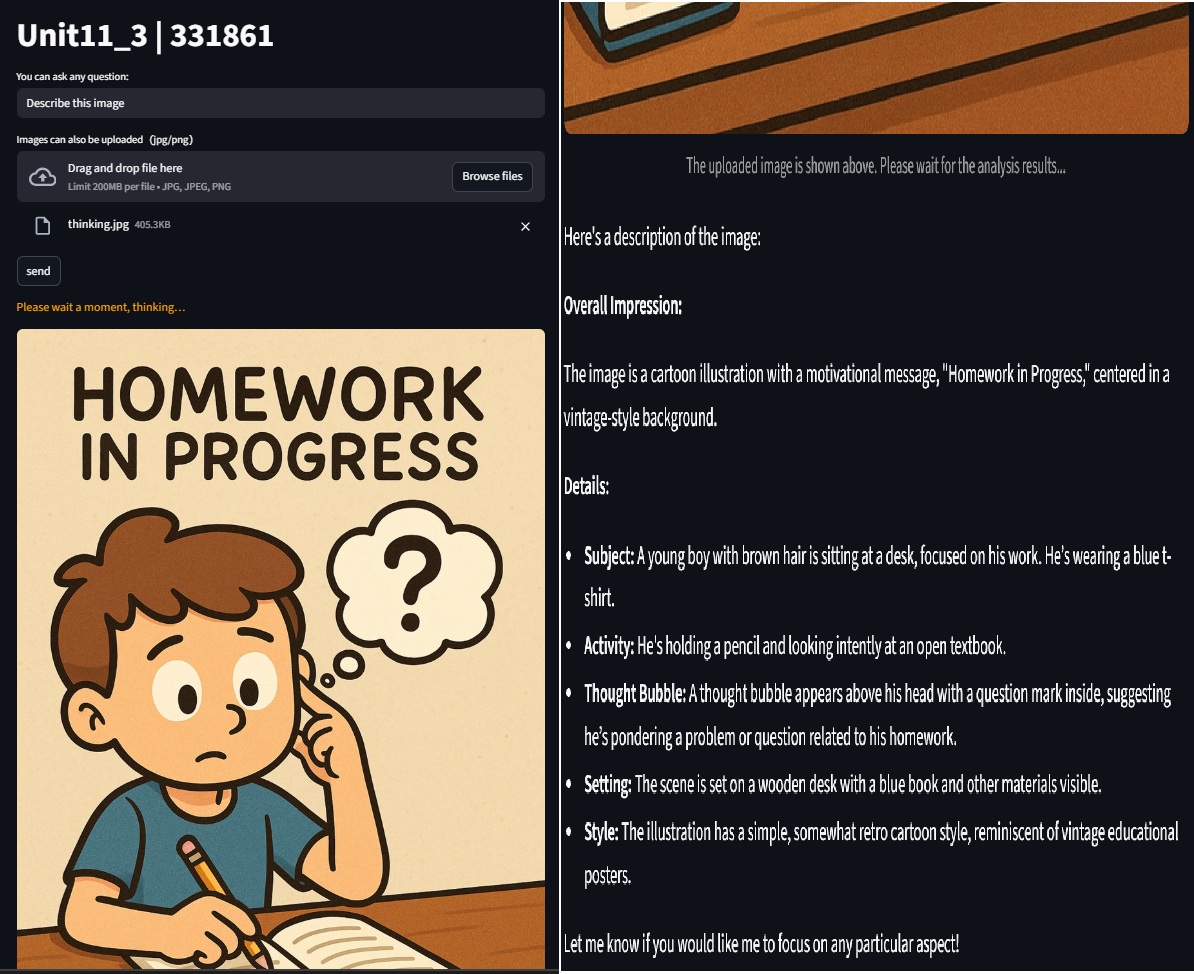 Unit11_3 | 331861
You can ask any question:
Describe this image
Images can also be uploaded (jpg/png)
Drag and drop file here
Limit 200MB per file • JPG, JPEG, PNG
Browse files
thinking.jpg 405.3KB
send
Please wait a moment, thinking...
HOMEWORK
IN PROGRESS
?
The uploaded image is shown above. Please wait for the analysis results...
Here's a description of the image:
Overall Impression:
The image is a cartoon illustration with a motivational message, "Homework in Progress," centered in a
vintage-style background.
Details:
• Subject: A young boy with brown hair is sitting at a desk, focused on his work. He's wearing a blue t-
shirt.
• Activity: He's holding a pencil and looking intently at an open textbook.
• Thought Bubble: A thought bubble appears above his head with a question mark inside, suggesting
he's pondering a problem or question related to his homework.
• Setting: The scene is set on a wooden desk with a blue book and other materials visible.
• Style: The illustration has a simple, somewhat retro cartoon style, reminiscent of vintage educational
posters.
Let me know if you would like me to focus on any particular aspect!